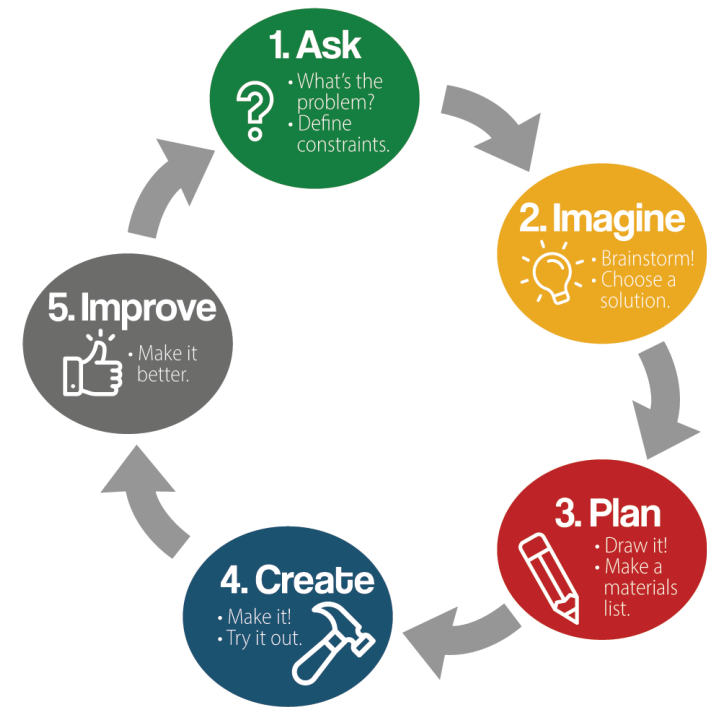 1. Ask
• What's the
problem?
• Define
constraints.
2. Imagine
• Brainstorm!
• Choose a
solution.
3. Plan
• Draw it!
• Make a
materials
list.
4. Create
• Make it!
• Try it out.
5. Improve
• Make it
better.